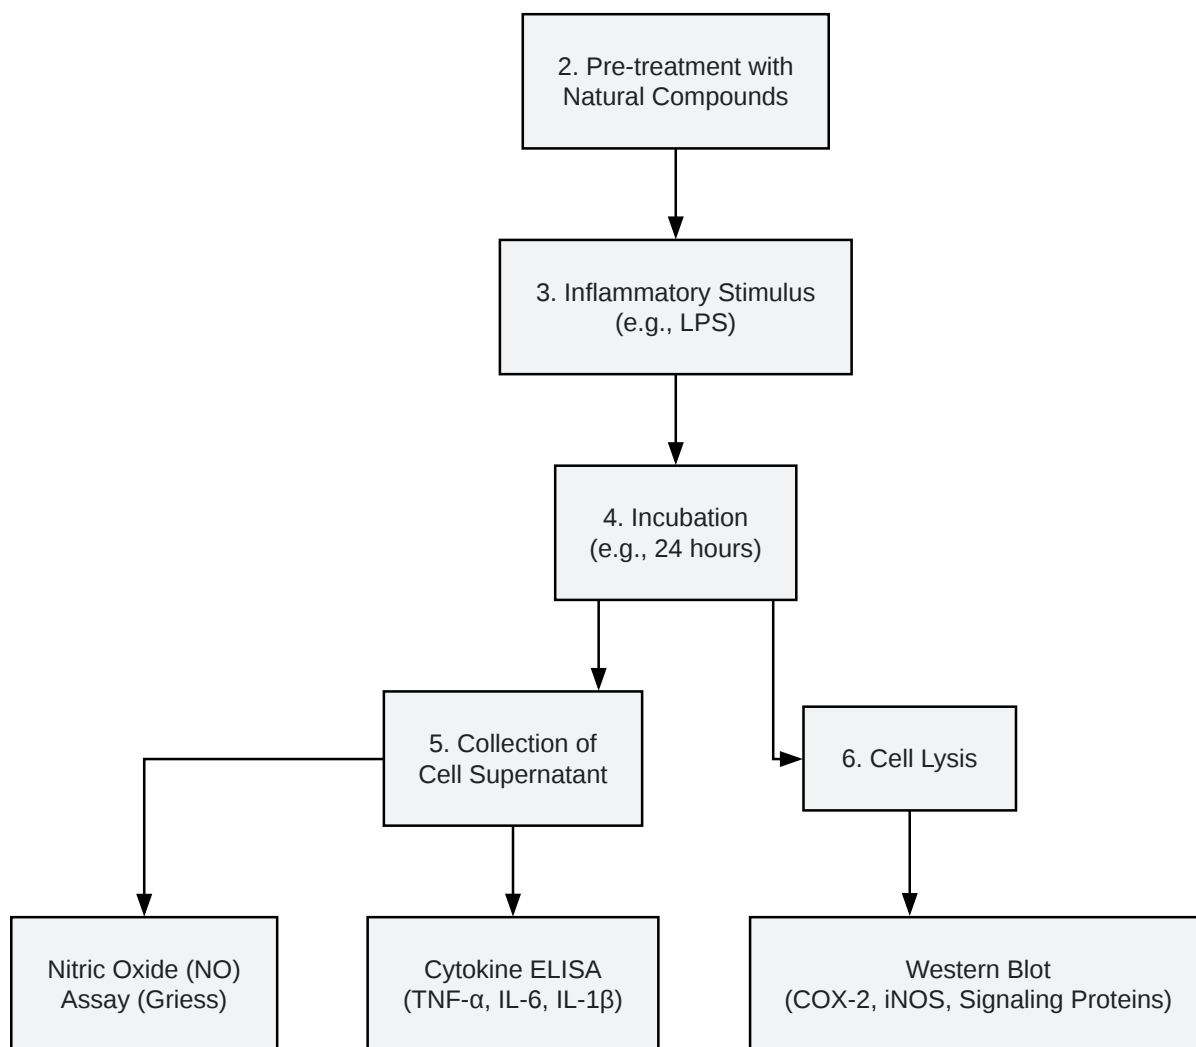 2. Pre-treatment with
Natural Compounds
3. Inflammatory Stimulus
(e.g., LPS)
4. Incubation
(e.g., 24 hours)
5. Collection of
Cell Supernatant
6. Cell Lysis
Nitric Oxide (NO)
Assay (Griess)
Cytokine ELISA
(TNF-α, IL-6, IL-1β)
Western Blot
(COX-2, iNOS, Signaling Proteins)